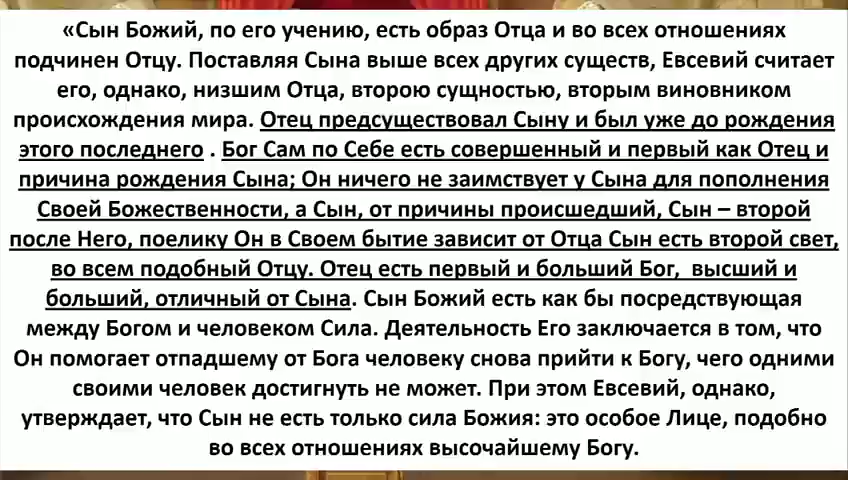 «Сын Божий, по его учению, есть образ Отца и во всех отношениях
подчинен Отцу. Поставляя Сына выше всех других существ, Евсевий считает
его, однако, низшим Отца, второю сущностью, вторым виновником
происхождения мира. Отец предсуществовал Сыну и был уже до рождения
этого последнего . Бог Сам по Себе есть совершенный и первый как Отец и
причина рождения Сына; Он ничего не заимствует у Сына для пополнения
Своей Божественности, а Сын, от причины происшедший, Сын – второй
после Него, поелику Он в Своем бытие зависит от Отца Сын есть второй свет,
во всем подобный Отцу. Отец есть первый и больший Бог, высший и
больший, отличный от Сына. Сын Божий есть как бы посредствующая
между Богом и человеком Сила. Деятельность Его заключается в том, что
Он помогает отпадшему от Бога человеку снова прийти к Богу, чего одними
своими человек достигнуть не может. При этом Евсевий, однако,
утверждает, что Сын не есть только сила Божия: это особое Лице, подобно
во всех отношениях высочайшему Богу.